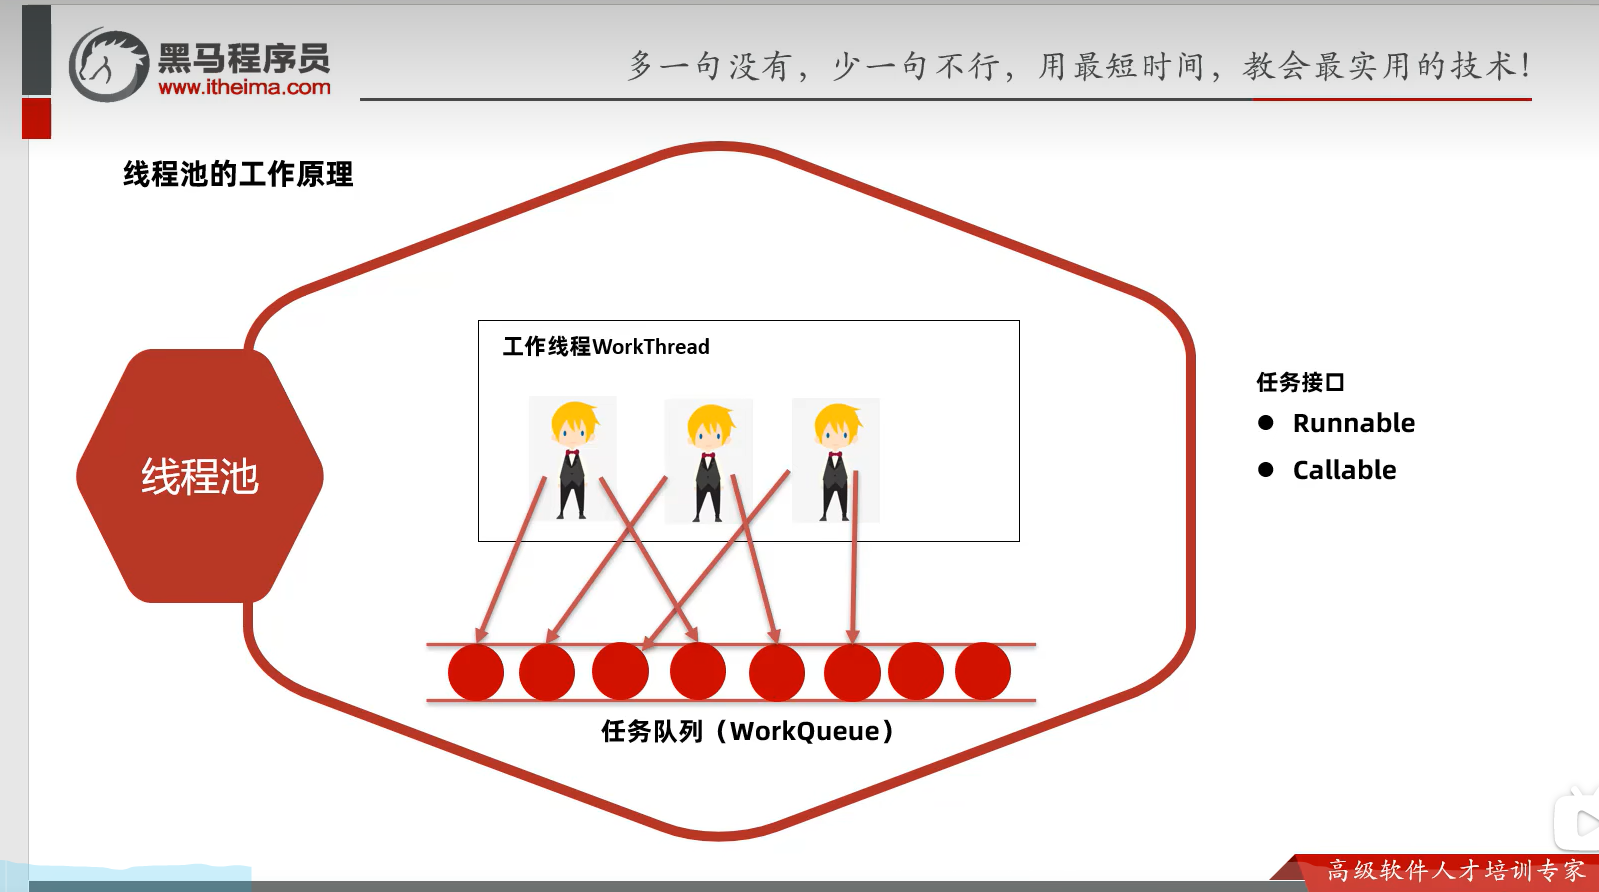 黑马程序员
www.itheima.com
多一句没有，少一句不行，用最短时间，教会最实用的技术！
线程池的工作原理
工作线程WorkThread
线程池
任务接口
Runnable
Callable
任务队列（WorkQueue）
高级软件人才培训专家